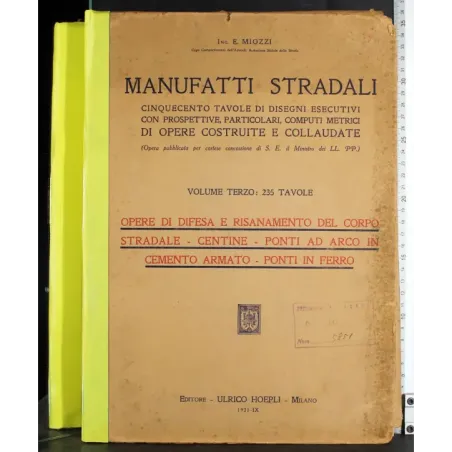 Ing. E. MIOZZI
MANUFATTI STRADALI
CINQUECENTO TAVOLE DI DISEGNI ESECUTIVI
CON PROSPETTIVE, PARTICOLARI, COMPUTI METRICI
DI OPERE COSTRUITE E COLLAUDATE
(Opera pubblicata per cortese concessione di S. E. il Ministro dei LL. PP.)
VOLUME TERZO: 235 TAVOLE
OPERE DI DIFESA E RISANAMENTO DEL CORPO
STRADALE - CENTINE - PONTI AD ARCO IN
CEMENTO ARMATO - PONTI IN FERRO
Editore - ULRICO HOEPLI - Milano